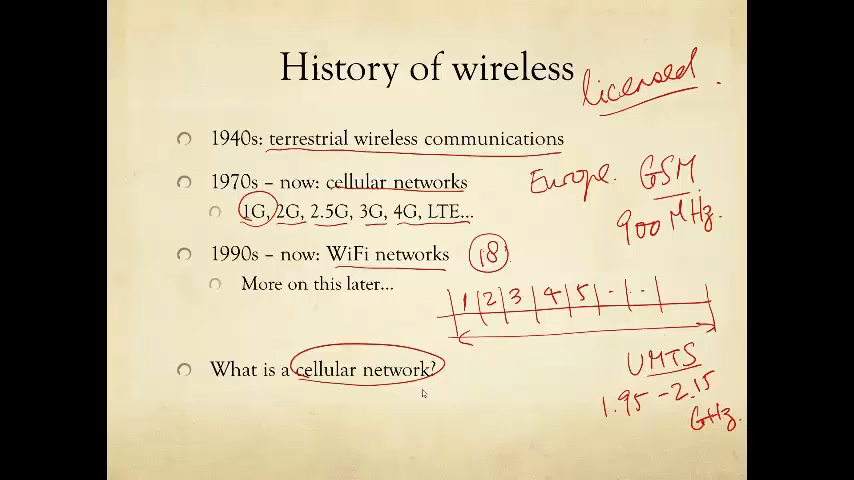 History of wireless
licensed.
1940s: terrestrial wireless communications
1970s – now: cellular networks
Europe. GSM
1G, 2G, 2.5G, 3G, 4G, LTE...
900 MHz.
1990s – now: WiFi networks
18
More on this later...
1 2 3 4 5 . . .
What is a cellular network?
UMTS
1.95 – 2.15
GHz.